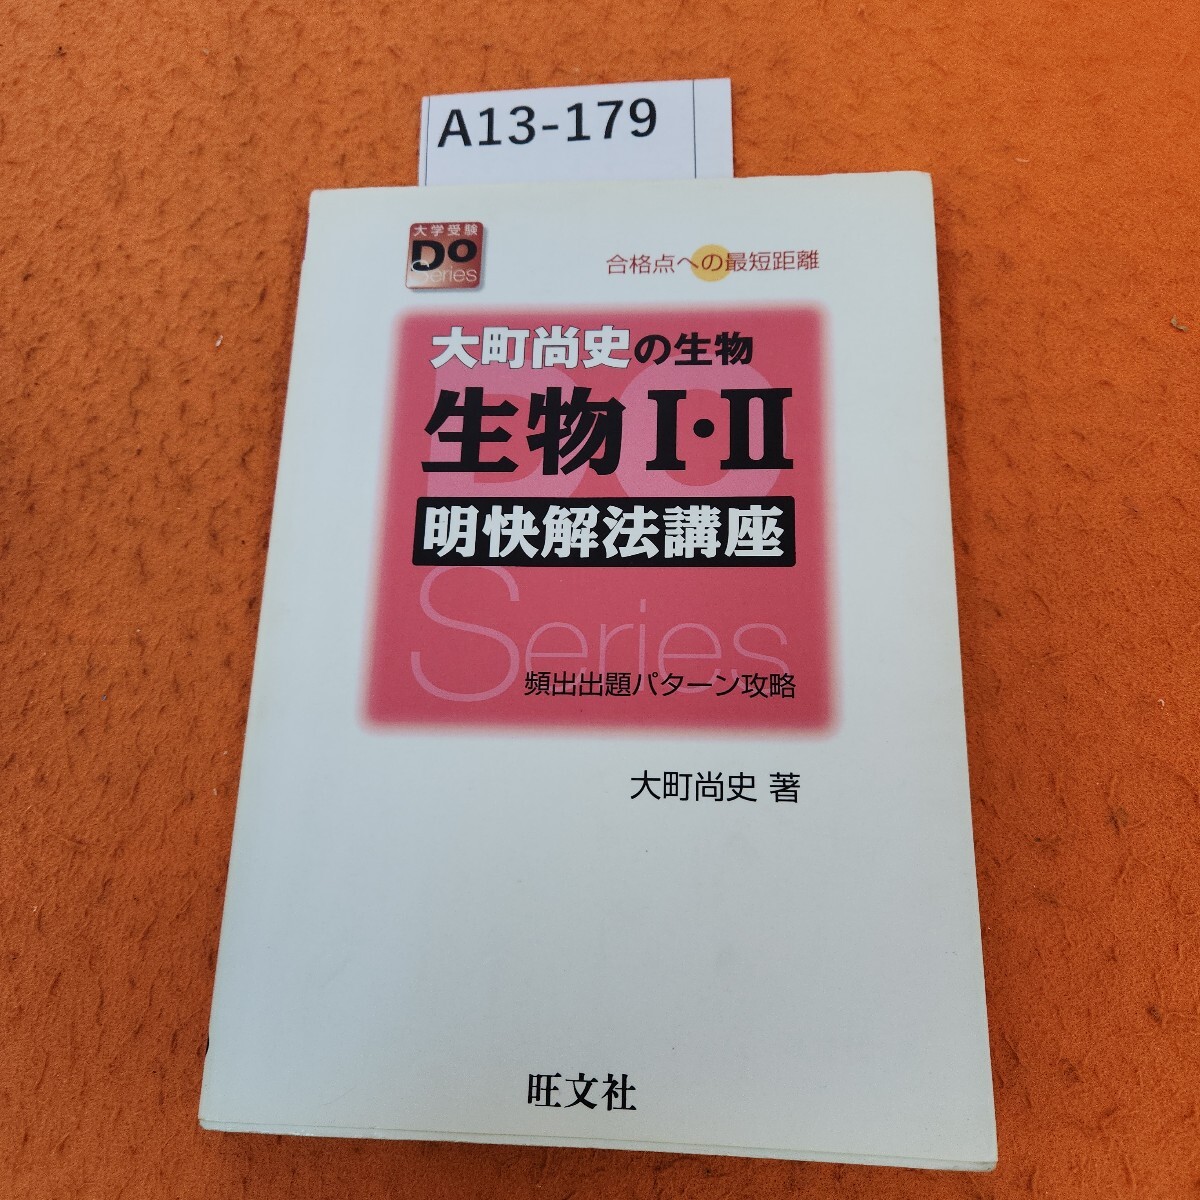 A13-179
大学受験
Do
Series
合格点への最短距離
大町尚史の生物
生物Ⅰ・Ⅱ
明快解法講座
DO
Series
頻出出題パターン攻略
大町尚史 著
旺文社